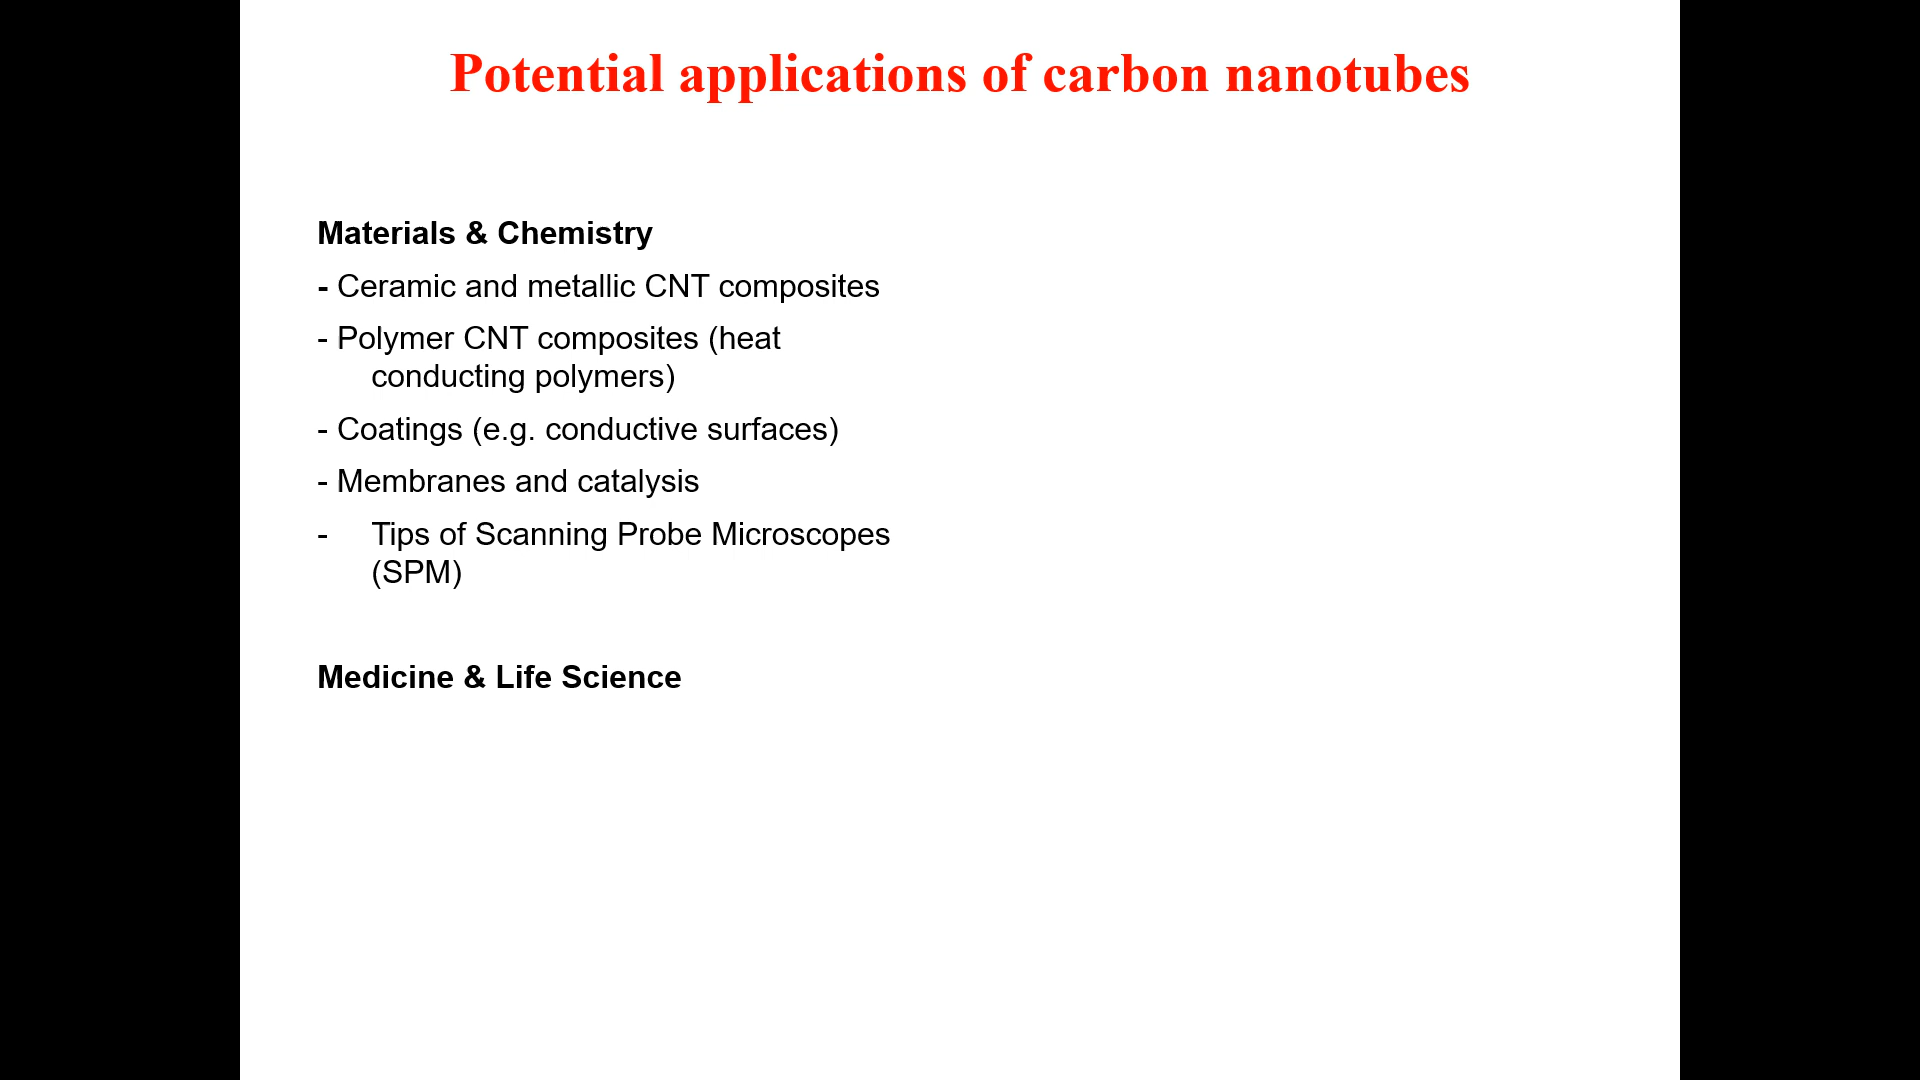 Potential applications of carbon nanotubes
Materials & Chemistry
- Ceramic and metallic CNT composites
- Polymer CNT composites (heat
conducting polymers)
- Coatings (e.g. conductive surfaces)
- Membranes and catalysis
- Tips of Scanning Probe Microscopes
(SPM)
Medicine & Life Science